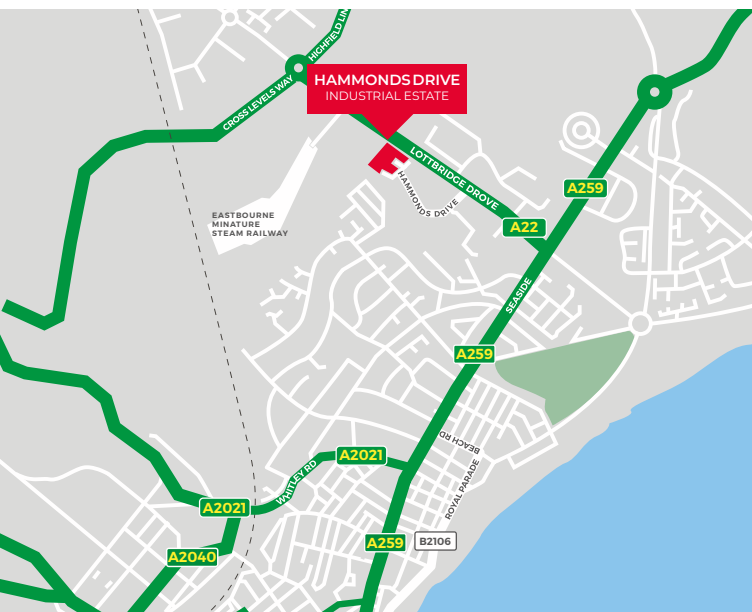 HIGHFIELD LIN
CROSS LEVELS WAY
HAMMONDS DRIVE
INDUSTRIAL ESTATE
LOTTBRIDGE DROVE
HAMMONDS DRIVE
A259
A22
EASTBOURNE
MINATURE
STEAM RAILWAY
SEASIDE
A259
BEACH RD
A2021
WHITLEY RD
ROYAL PARADE
A2021
A259
B2106
A2040